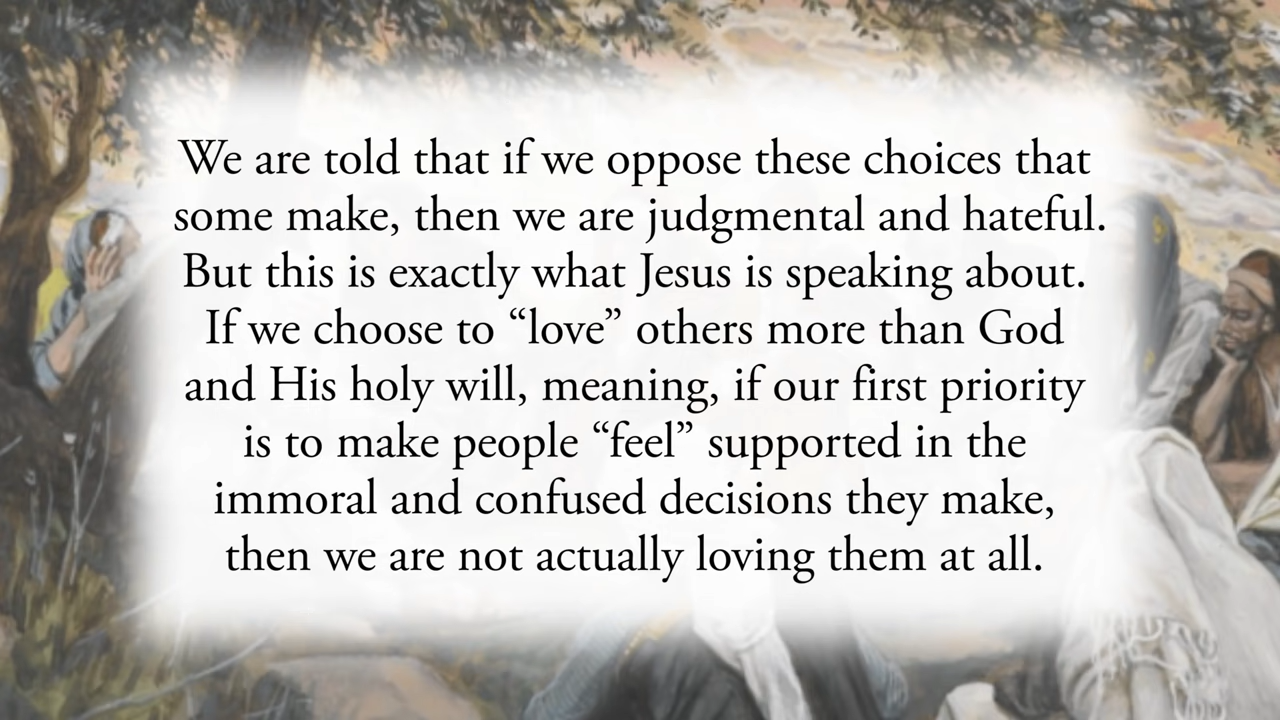 We are told that if we oppose these choices that
some make, then we are judgmental and hateful.
But this is exactly what Jesus is speaking about.
If we choose to “love” others more than God
and His holy will, meaning, if our first priority
is to make people “feel” supported in the
immoral and confused decisions they make,
then we are not actually loving them at all.